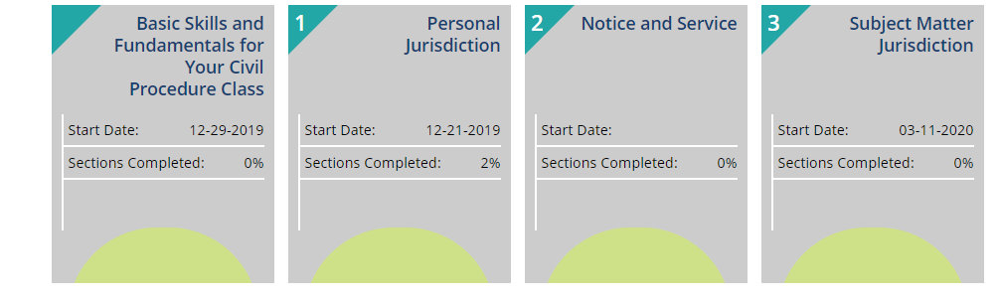 Basic Skills and
Fundamentals for
Your Civil
Procedure Class
Start Date: 12-29-2019
Sections Completed: 0%
1 Personal
Jurisdiction
Start Date: 12-21-2019
Sections Completed: 2%
2 Notice and Service
Start Date:
Sections Completed: 0%
3 Subject Matter
Jurisdiction
Start Date: 03-11-2020
Sections Completed: 0%